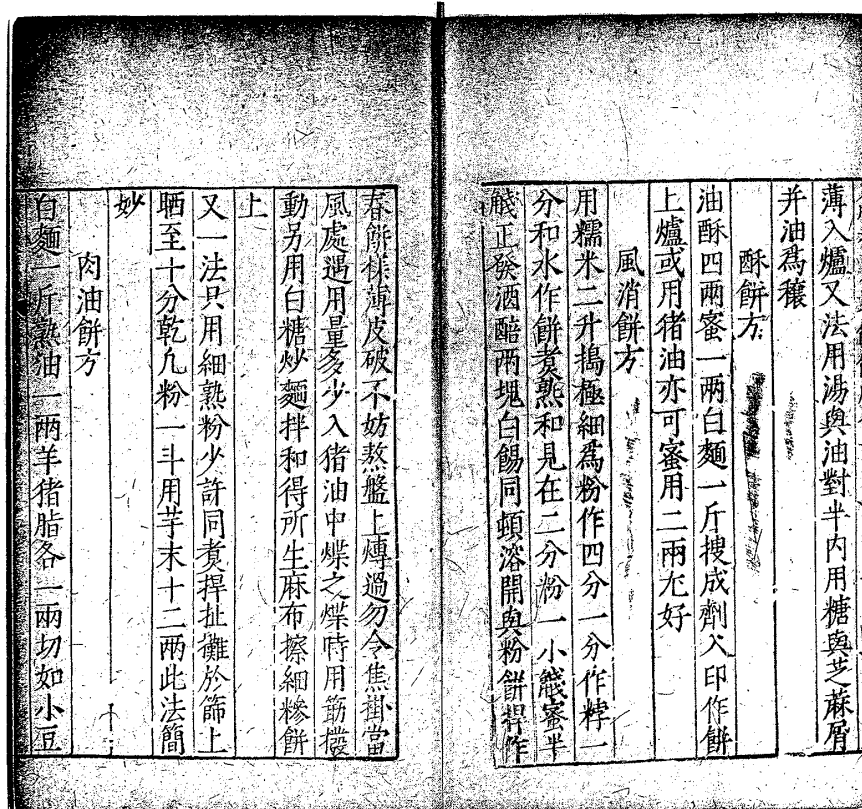 薄入爐又法用湯與油對半内用糖與芝蔴屑
并油爲穰
酥餅方
油酥四兩蜜一兩白麵一斤搜成劑入印作餅
上爐或用猪油亦可蜜用二兩尤好
風消餅方
用糯米二升搗極細爲粉作四分一分作𥻦一
分和水作餅煑熟和見在二分粉一小盞蜜半
盞正發酒醅兩塊白餳同頓溶開與粉餅捍作
春餅樣薄皮破不妨熬盤上煿過勿令焦掛當
風處遇用量多少入猪油中煠之煠時用筯撥
動另用白糖炒麵拌和得所生麻布擦細糝餅
上
又一法只用細熟粉少許同煑捍扯攤於篩上
晒至十分乾凡粉一斗用芋末十二兩此法簡
妙
肉油餅方
白麵一斤熟油一兩羊猪脂各一兩切如小豆